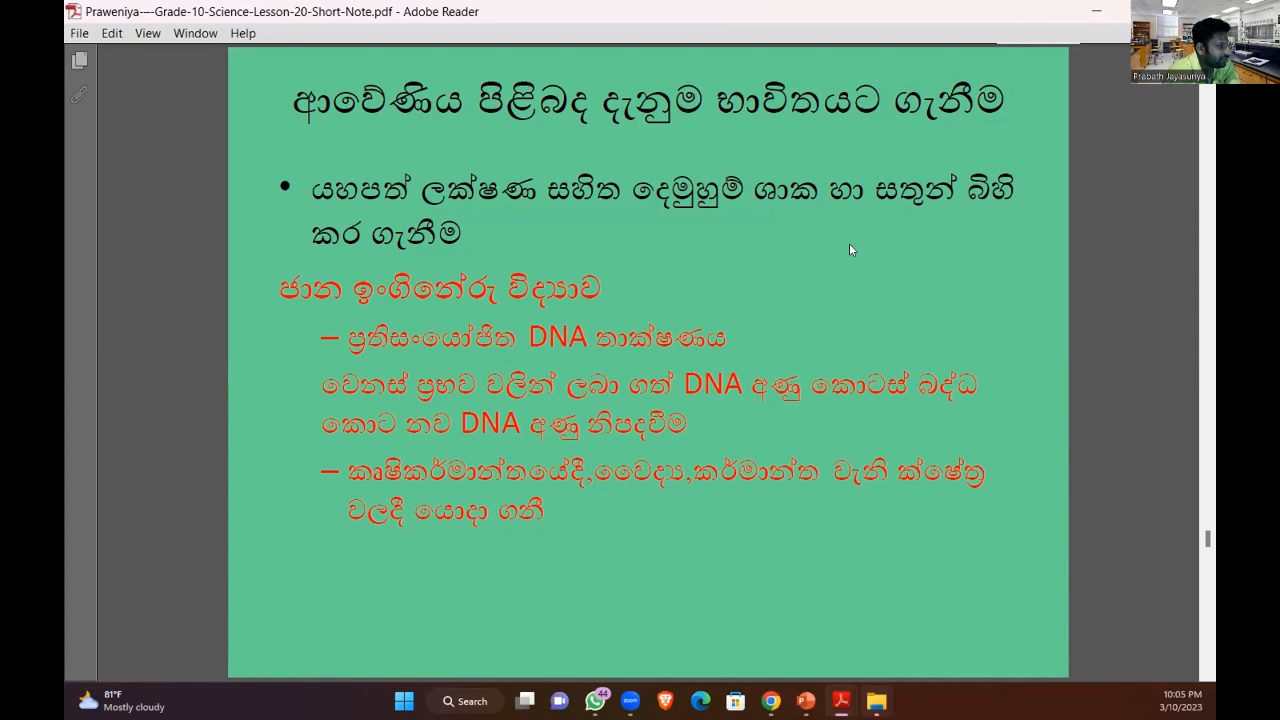 Praweniya----Grade-10-Science-Lesson-20-Short-Note.pdf - Adobe Reader
File Edit View Window Help
Prabath Jayasuriya
ආවේණිය පිළිබද දැනුම භාවිතයට ගැනීම
• යහපත් ලක්ෂණ සහිත දෙමුහුම් ශාක හා සතුන් බිහි
කර ගැනීම
ජාන ඉංගිනේරු විද්‍යාව
– ප්‍රතිසංයෝජිත DNA තාක්ෂණය
වෙනස් ප්‍රභව වලින් ලබා ගත් DNA අණු කොටස් බද්ධ
කොට නව DNA අණු නිපදවීම
– කෘෂිකර්මාන්තයේදී,වෛද්‍ය,කර්මාන්ත වැනි ක්ෂේත්‍ර
වලදී යොදා ගනී
81°F
Mostly cloudy
Search
44
zoom
10:05 PM
3/10/2023